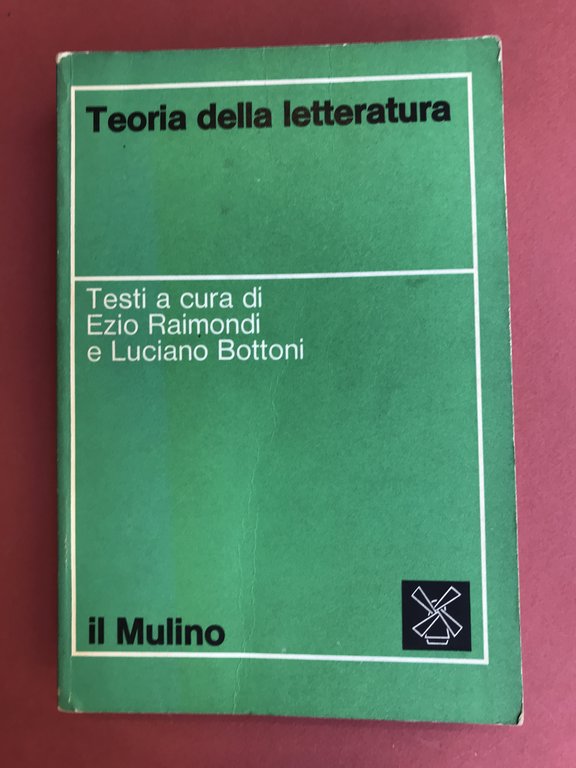 Teoria della letteratura
Testi a cura di
Ezio Raimondi
e Luciano Bottoni
il Mulino